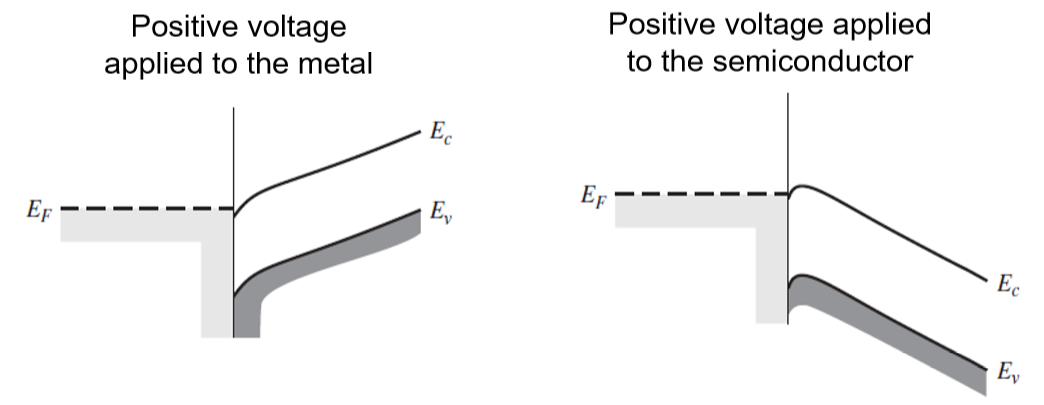 Positive voltage
applied to the metal
Positive voltage applied
to the semiconductor
E_c
E_F
E_v
E_F
E_c
E_v